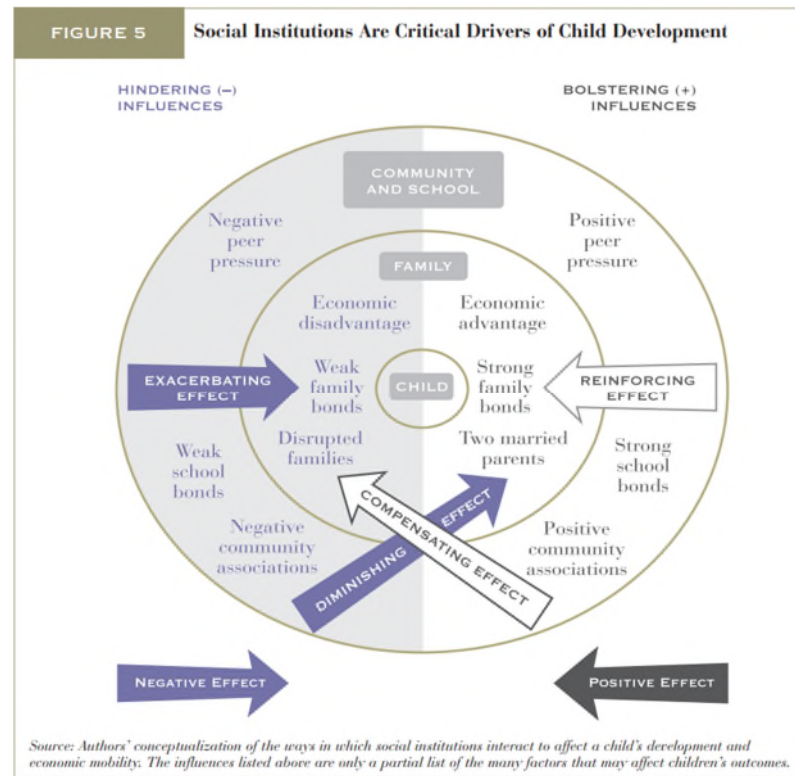 FIGURE 5
Social Institutions Are Critical Drivers of Child Development
HINDERING (–)
INFLUENCES
BOLSTERING (+)
INFLUENCES
COMMUNITY
AND SCHOOL
Negative
peer
pressure
Positive
peer
pressure
FAMILY
Economic
disadvantage
Economic
advantage
EXACERBATING
EFFECT
Weak
family
bonds
CHILD
Strong
family
bonds
REINFORCING
EFFECT
Disrupted
families
Two married
parents
Weak
school
bonds
Strong
school
bonds
Negative
community
associations
DIMINISHING EFFECT
COMPENSATING EFFECT
Positive
community
associations
NEGATIVE EFFECT
POSITIVE EFFECT
Source: Authors' conceptualization of the ways in which social institutions interact to affect a child's development and
economic mobility. The influences listed above are only a partial list of the many factors that may affect children's outcomes.